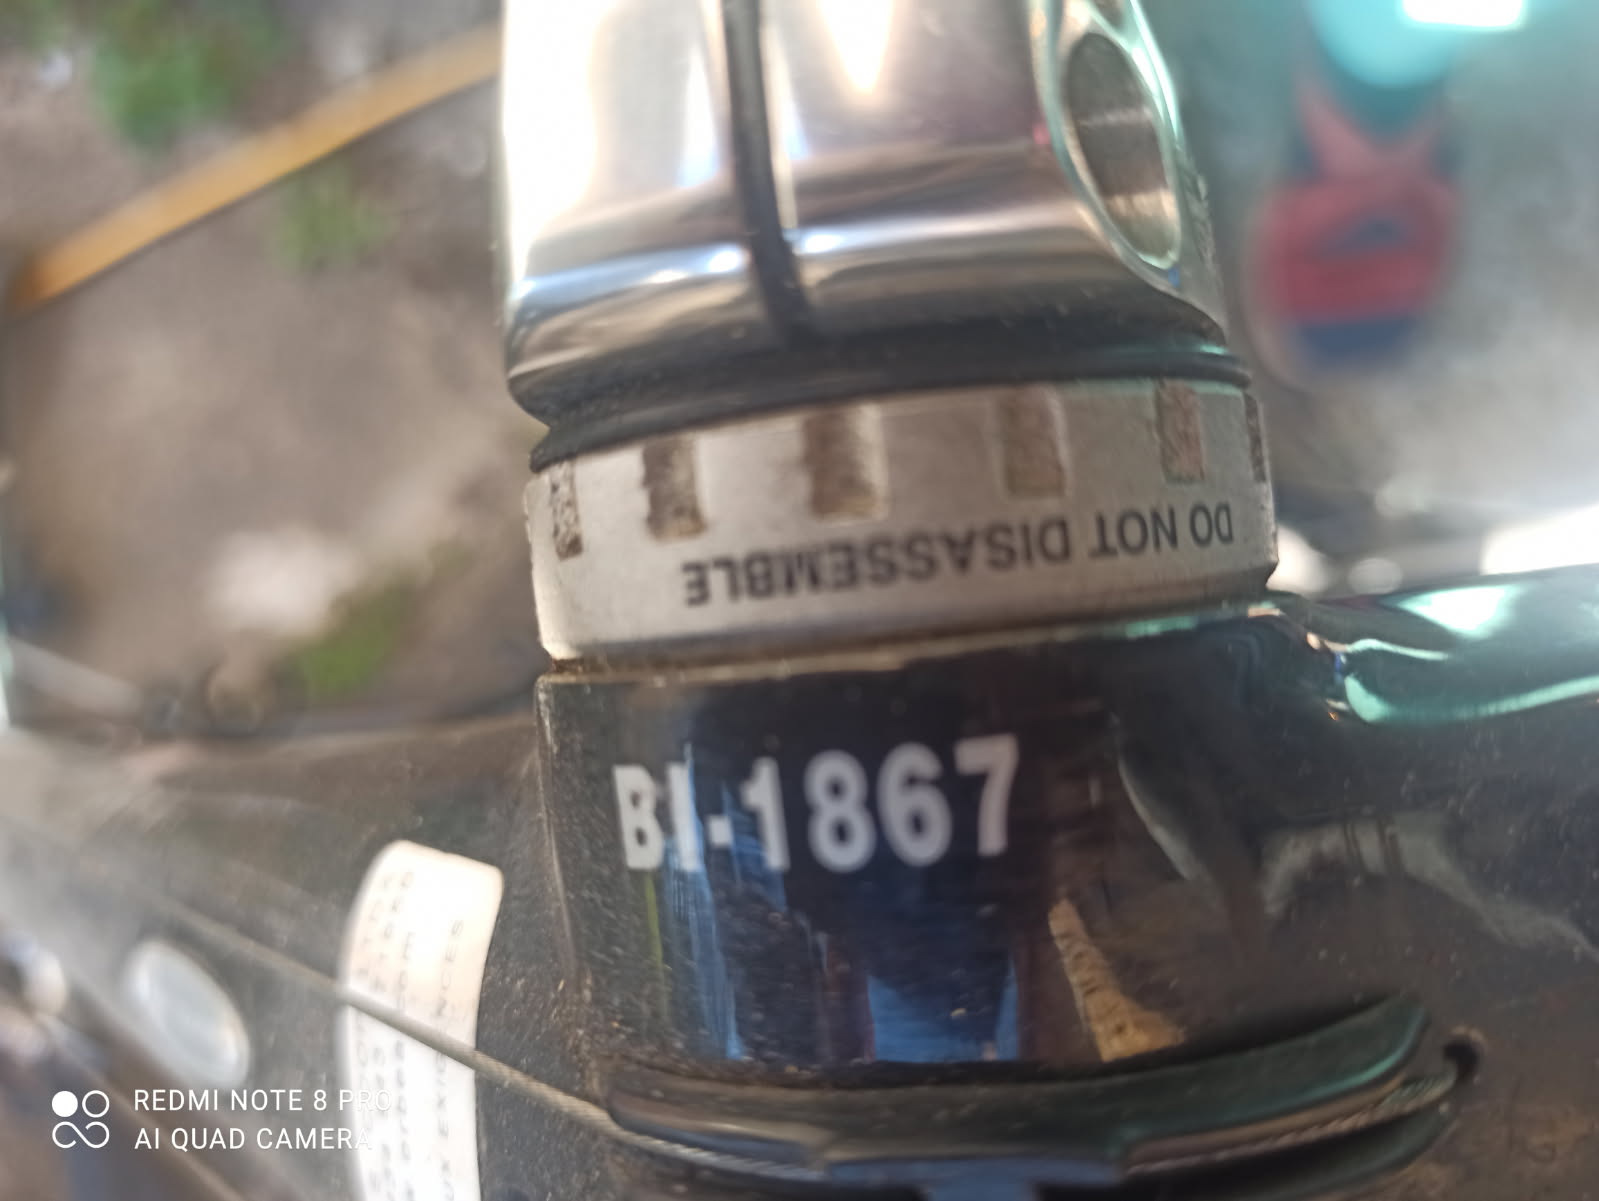 DO NOT DISASSEMBLE
BI-1867
REDMI NOTE 8 PRO
AI QUAD CAMERA